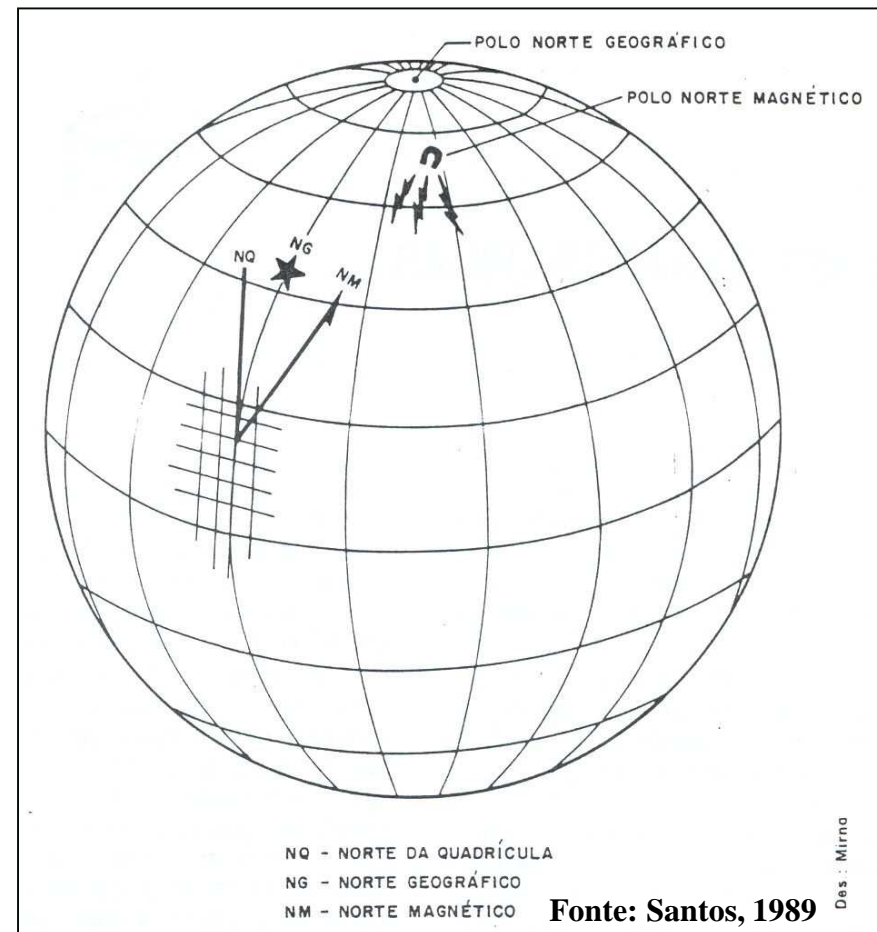 POLO NORTE GEOGRÁFICO
POLO NORTE MAGNÉTICO
NQ
NG
NM
NQ - NORTE DA QUADRÍCULA
NG - NORTE GEOGRÁFICO
NM - NORTE MAGNÉTICO
Fonte: Santos, 1989
Des.: Mirna